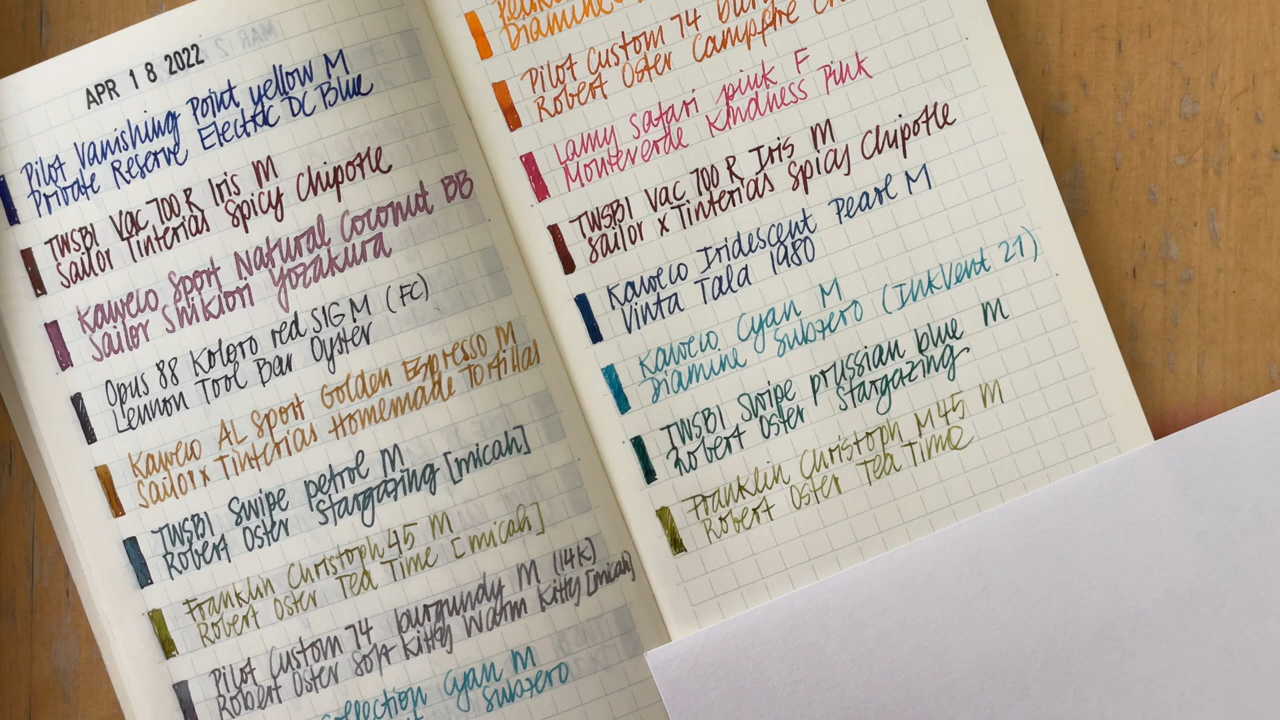 APR 18 2022
Pilot Vanishing Point yellow M
Private Reserve Electric DC Blue
TWSBI Vac 700 R Iris M
Sailor Tinterias Spicy Chipotle
Kaweco Sport Natural Coconut BB
Sailor Shikiori Yozakura
Opus 88 Koloro red SIG M (FC)
Lennon Tool Bar Oyster
Kaweco AL Sport Golden Espresso M
Sailor x Tinterias Homemade Tortillas
TWSBI Swipe petrol M
Robert Oster Stargazing [micah]
Franklin Christoph 45 M
Robert Oster Tea Time [micah]
Pilot Custom 74 burgundy M (14K)
Robert Oster Soft Kitty Warm Kitty [micah]
Collection Cyan M
Subzero
Diamine
Pilot Custom 74
Robert Oster Campfire
Lamy safari pink F
Monteverde Kindness Pink
TWSBI Vac 700 R Iris M
Sailor x Tinterias Spicy Chipotle
Kaweco Iridescent Pearl M
Vinta Tala 1980
Kaweco Cyan M
Diamine Subzero (InkVent 21)
TWSBI Swipe prussian blue M
Robert Oster Stargazing
Franklin Christoph M45 M
Robert Oster Tea Time